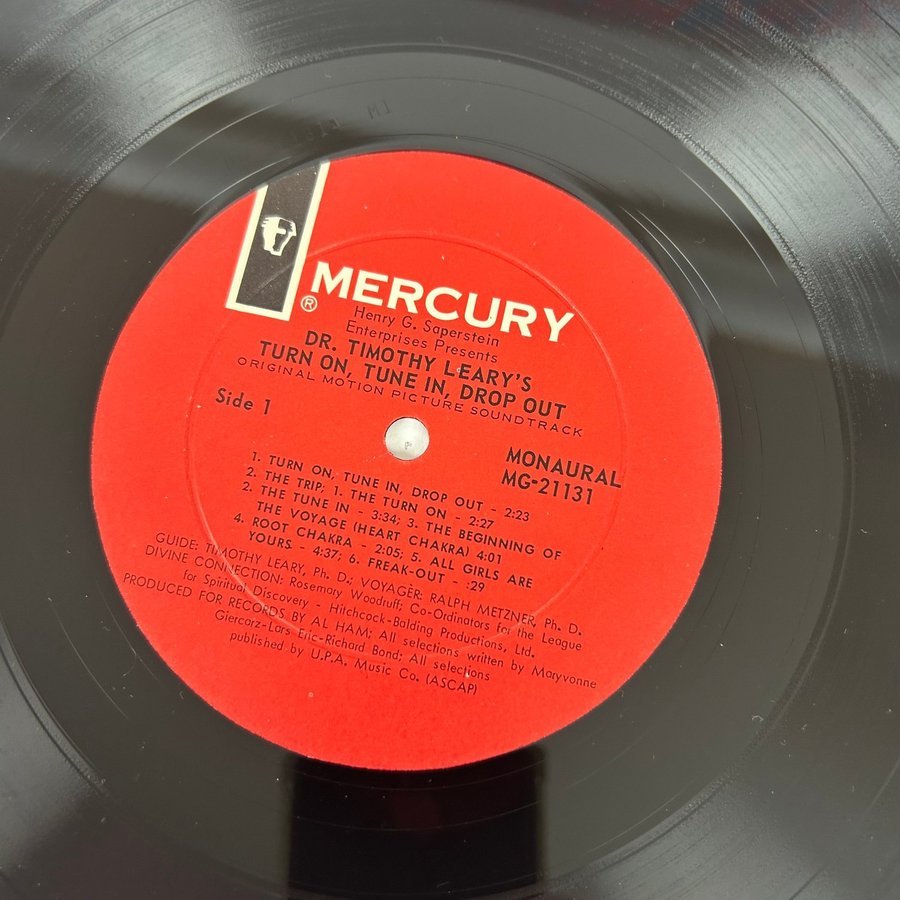 MERCURY
®
Henry G. Saperstein
Enterprises Presents
DR. TIMOTHY LEARY'S
TURN ON, TUNE IN, DROP OUT
ORIGINAL MOTION PICTURE SOUNDTRACK
Side 1
MONAURAL
MG-21131
1. TURN ON, TUNE IN, DROP OUT - 2:23
2. THE TRIP; 1. THE TURN ON - 2:27
2. THE TUNE IN - 3:34; 3. THE BEGINNING OF
THE VOYAGE (HEART CHAKRA) 4:01
4. ROOT CHAKRA - 2:05; 5. ALL GIRLS ARE
YOURS - 4:37; 6. FREAK-OUT - :29
GUIDE: TIMOTHY LEARY, Ph. D.; VOYAGER: RALPH METZNER, Ph. D.
DIVINE CONNECTION: Rosemary Woodruff; Co-Ordinators for the League
for Spiritual Discovery - Hitchcock-Balding Productions, Ltd.
PRODUCED FOR RECORDS BY AL HAM; All selections written by Maryvonne
Giercarz-Lars Eric-Richard Bond; All selections
published by U.P.A. Music Co. (ASCAP)